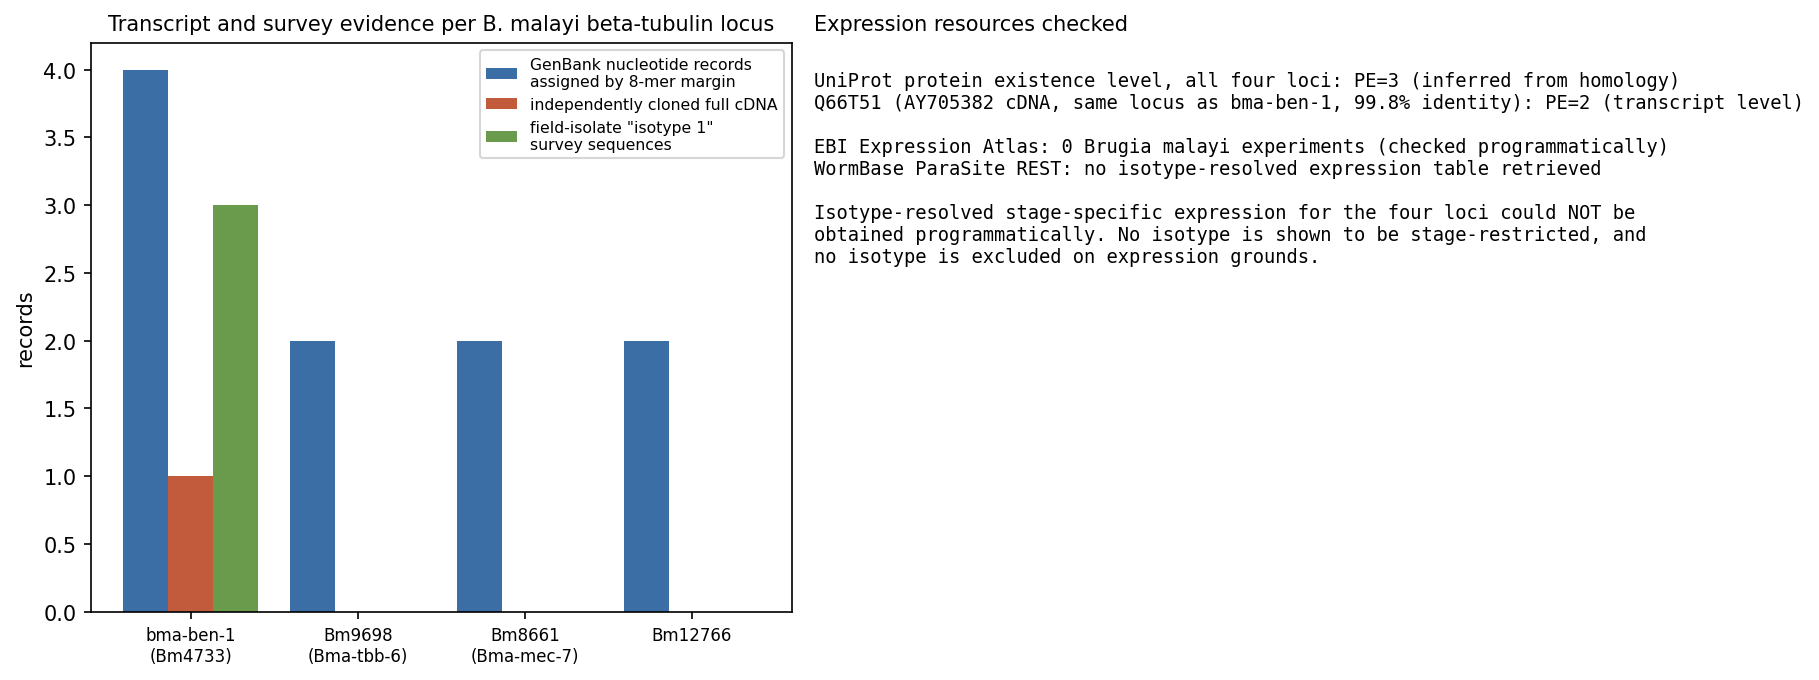 Transcript and survey evidence per B. malayi beta-tubulin locus
GenBank nucleotide records
assigned by 8-mer margin
independently cloned full cDNA
field-isolate "isotype 1"
survey sequences
4.0
3.5
3.0
2.5
2.0
1.5
1.0
0.5
0.0
records
bma-ben-1
(Bm4733)
Bm9698
(Bma-tbb-6)
Bm8661
(Bma-mec-7)
Bm12766
Expression resources checked
UniProt protein existence level, all four loci: PE=3 (inferred from homology)
Q66T51 (AY705382 cDNA, same locus as bma-ben-1, 99.8% identity): PE=2 (transcript level)
EBI Expression Atlas: 0 Brugia malayi experiments (checked programmatically)
WormBase ParaSite REST: no isotype-resolved expression table retrieved
Isotype-resolved stage-specific expression for the four loci could NOT be
obtained programmatically. No isotype is shown to be stage-restricted, and
no isotype is excluded on expression grounds.